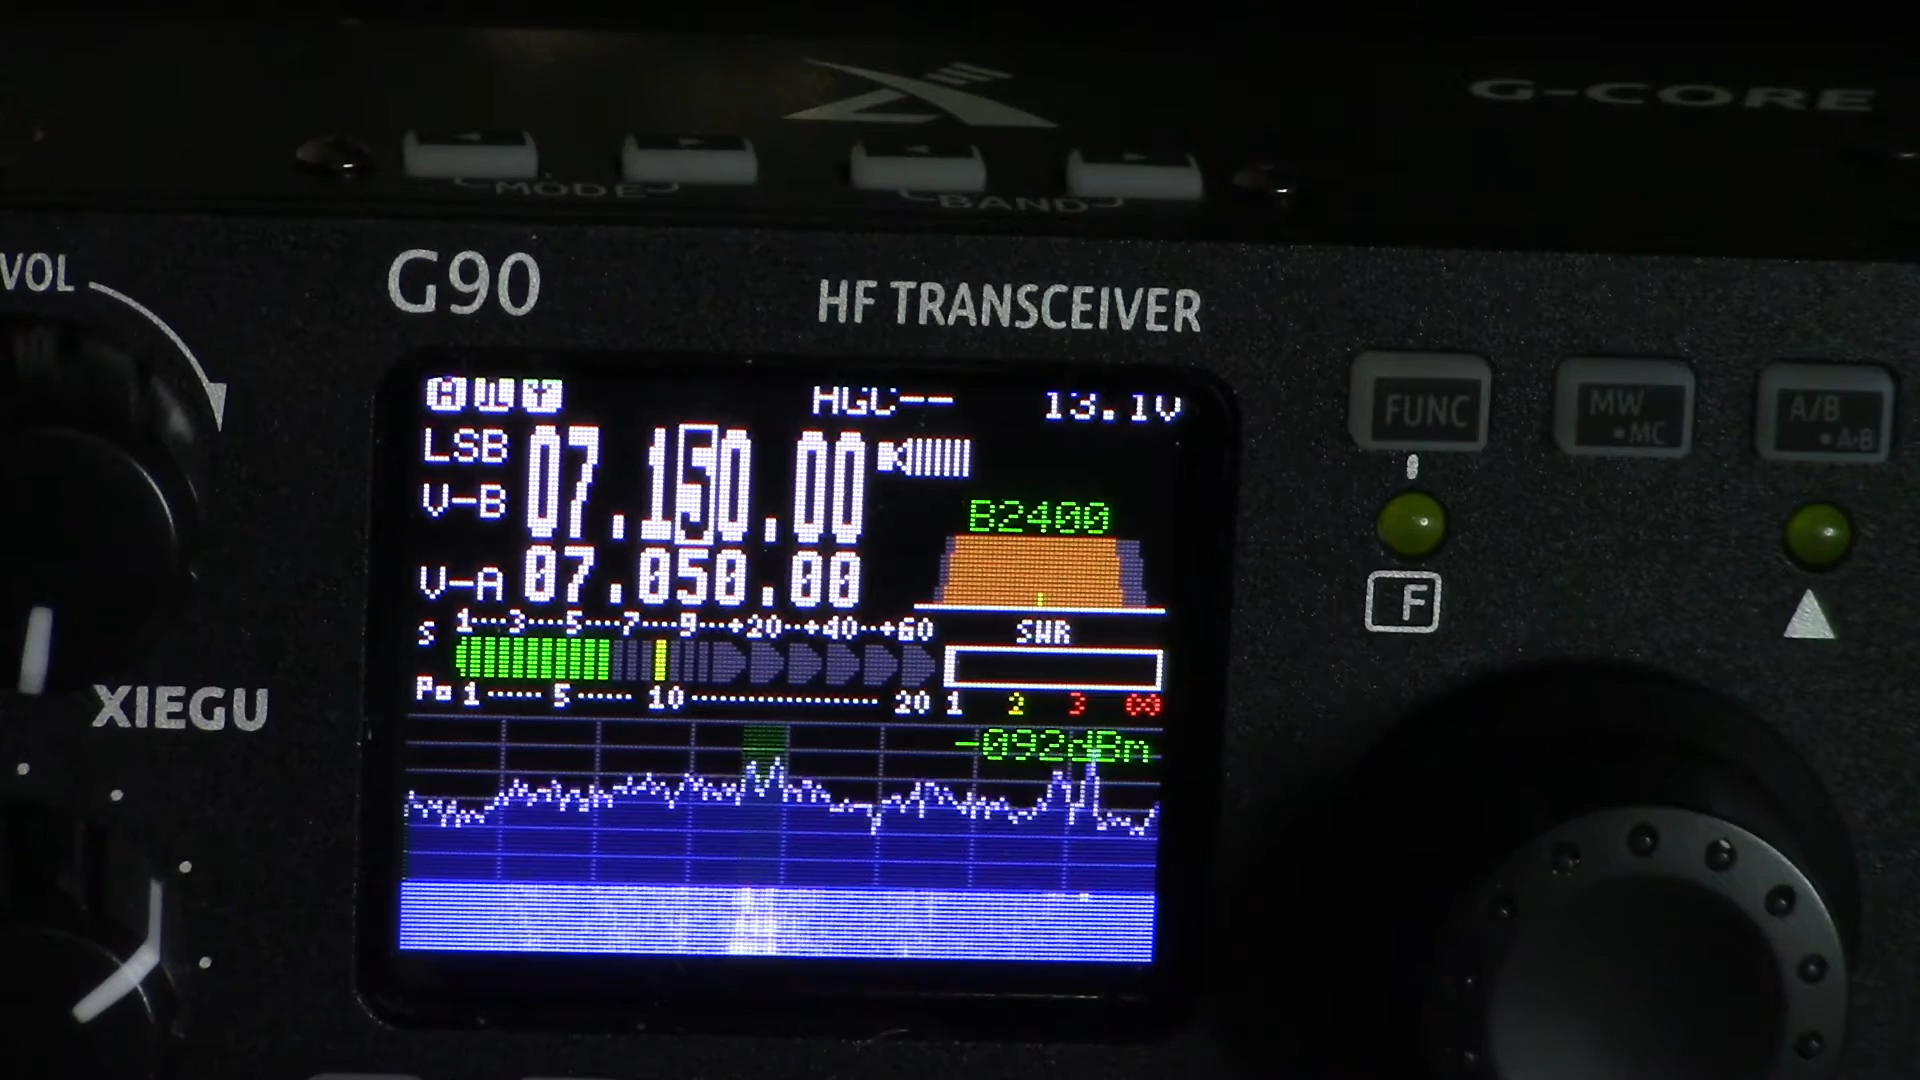 G-CORE
MODE
BAND
VOL
G90
HF TRANSCEIVER
FUNC
MW
•MC
A/B
•A=B
HGC-- 13.1V
LSB 07.150.00
V-B
B2400
V-A 07.050.00
S 1···3···5···7···9··+20··+40··+60
SWR
Po 1·····5·····10··················20
1 2 3 ∞
-092dBm
F
XIEGU